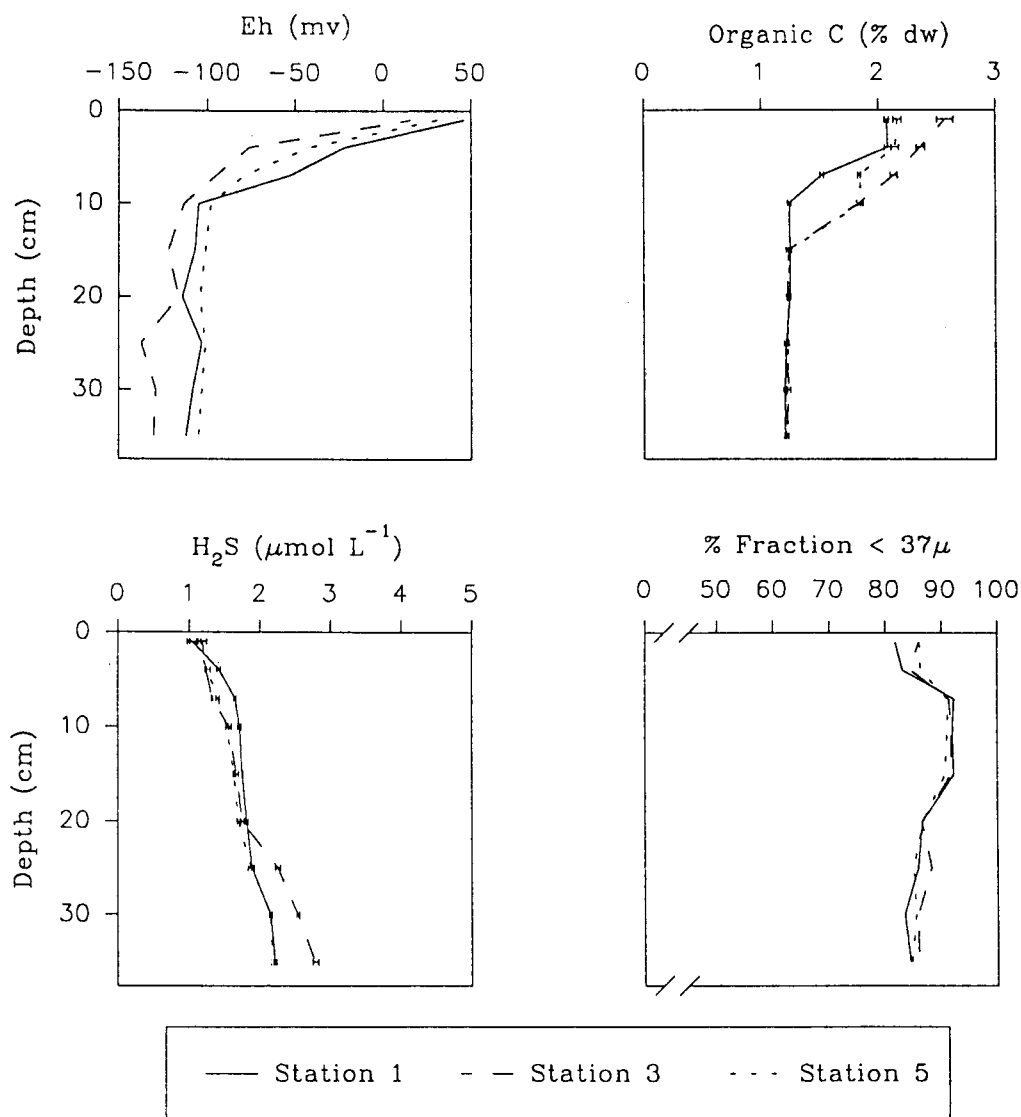 Eh (mv)
−150 −100 −50 0 50
0
10
20
30
Depth (cm)
Organic C (% dw)
0 1 2 3
H₂S (μmol L⁻¹)
0 1 2 3 4 5
0
10
20
30
Depth (cm)
% Fraction < 37μ
0 50 60 70 80 90 100
Station 1 Station 3 Station 5